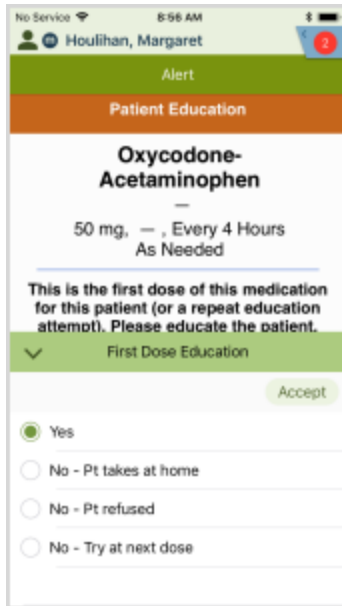 No Service 8:56 AM
Houlihan, Margaret
2
Alert
Patient Education
Oxycodone-
Acetaminophen
—
50 mg, — , Every 4 Hours
As Needed
This is the first dose of this medication
for this patient (or a repeat education
attempt). Please educate the patient.
First Dose Education
Accept
Yes
No - Pt takes at home
No - Pt refused
No - Try at next dose